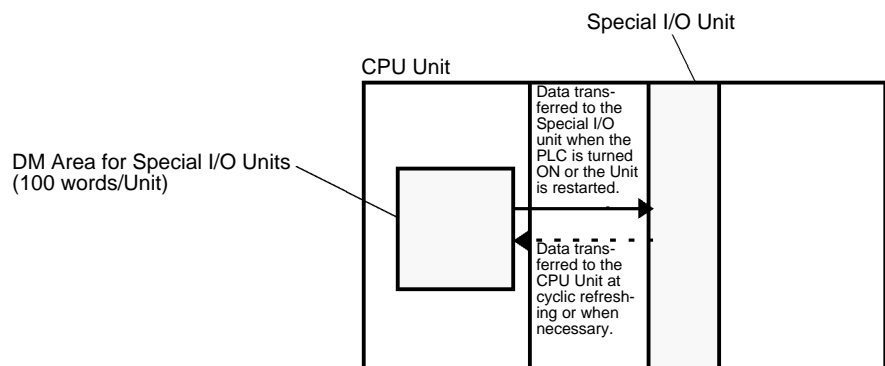 Special I/O Unit
CPU Unit
Data trans-
ferred to the
Special I/O
unit when the
PLC is turned
ON or the Unit
is restarted.
DM Area for Special I/O Units
(100 words/Unit)
Data trans-
ferred to the
CPU Unit at
cyclic refresh-
ing or when
necessary.